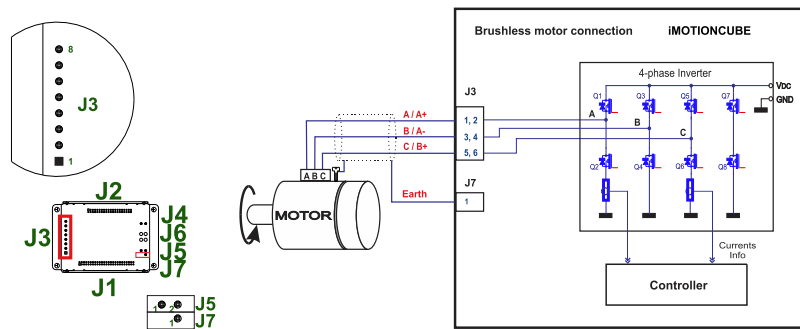 8
J3
1
J2
J4
J6
J3
J5
J7
J1
1 2 J5
1 J7
Brushless motor connection iMOTIONCUBE
4-phase Inverter
Q1 Q3 Q5 Q7
VDC
GND
J3
A / A+
1, 2
A
B / A-
3, 4
B
C / B+
5, 6
C
Q2 Q4 Q6 Q8
J7
Earth
1
A B C
MOTOR
Currents
Info
Controller